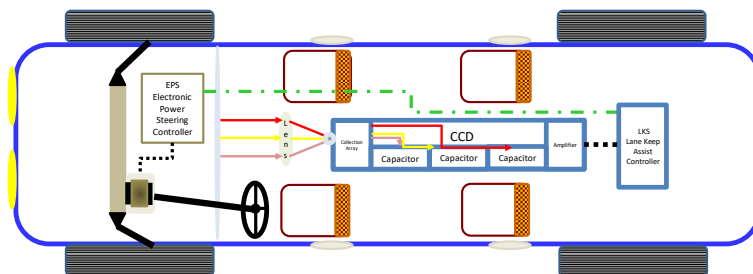 EPS
Electronic
Power
Steering
Controller
L
e
n
s
Collection
Array
CCD
Capacitor
Capacitor
Capacitor
Amplifier
LKS
Lane Keep
Assist
Controller